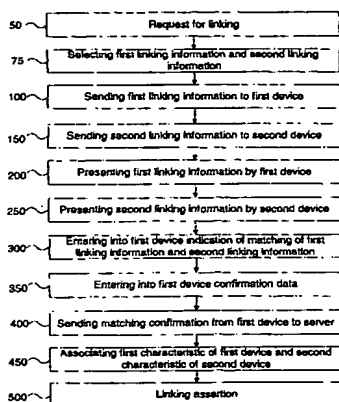 50 Request for linking
75 Selecting first linking information and second linking
information
100 Sending first linking information to first device
150 Sending second linking information to second device
200 Presenting first linking information by first device
250 Presenting second linking information by second device
300 Entering into first device indication of matching of first
linking information and second linking information
350 Entering into first device confirmation data
400 Sending matching confirmation from first device to server
450 Associating first characteristic of first device and second
characteristic of second device
500 Linking assertion